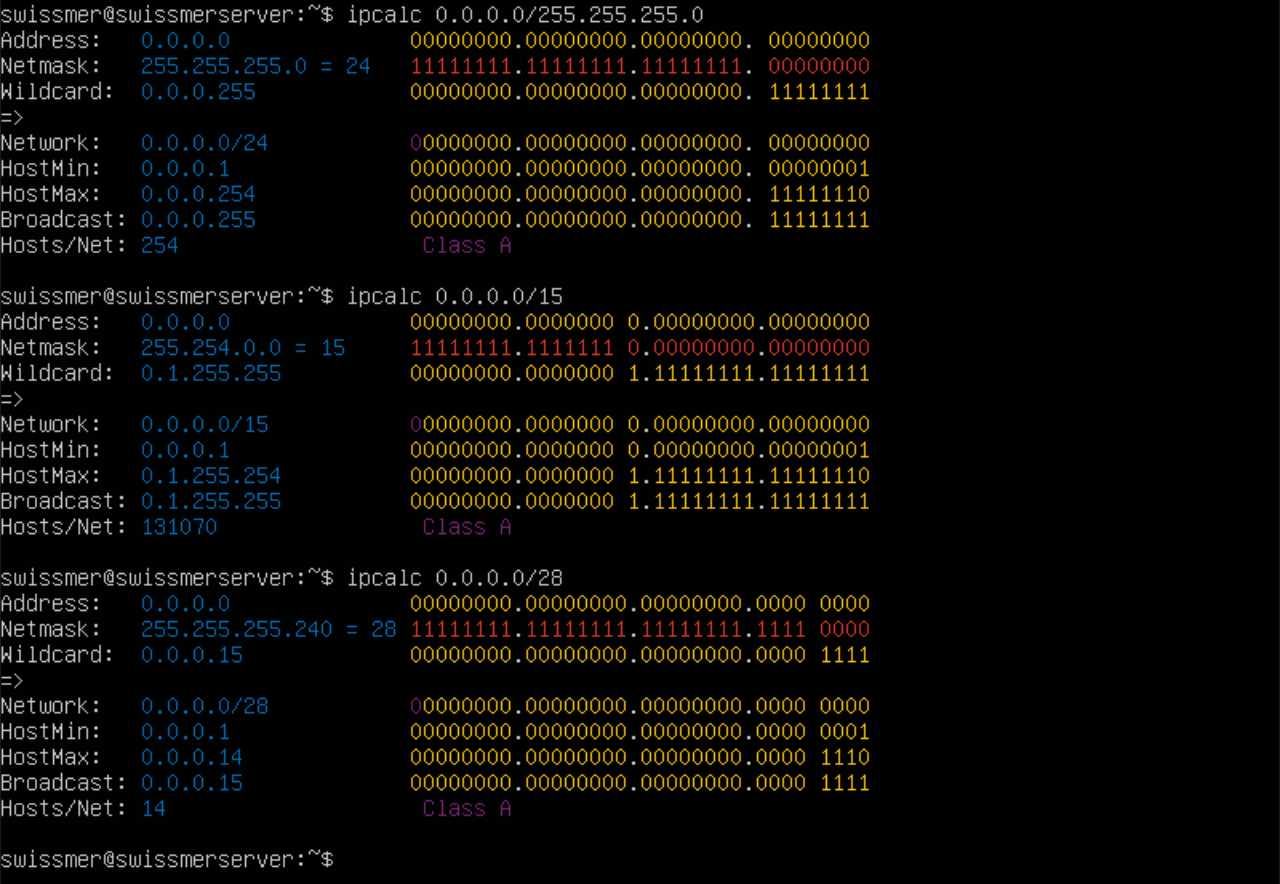 swissmer@swissmerserver:~$ ipcalc 0.0.0.0/255.255.255.0
Address:   0.0.0.0              00000000.00000000.00000000. 00000000
Netmask:   255.255.255.0 = 24   11111111.11111111.11111111. 00000000
Wildcard:  0.0.0.255            00000000.00000000.00000000. 11111111
=>
Network:   0.0.0.0/24           00000000.00000000.00000000. 00000000
HostMin:   0.0.0.1              00000000.00000000.00000000. 00000001
HostMax:   0.0.0.254            00000000.00000000.00000000. 11111110
Broadcast: 0.0.0.255            00000000.00000000.00000000. 11111111
Hosts/Net: 254                   Class A
swissmer@swissmerserver:~$ ipcalc 0.0.0.0/15
Address:   0.0.0.0              00000000.0000000 0.00000000.00000000
Netmask:   255.254.0.0 = 15     11111111.1111111 0.00000000.00000000
Wildcard:  0.1.255.255          00000000.0000000 1.11111111.11111111
=>
Network:   0.0.0.0/15           00000000.0000000 0.00000000.00000000
HostMin:   0.0.0.1              00000000.0000000 0.00000000.00000001
HostMax:   0.1.255.254          00000000.0000000 1.11111111.11111110
Broadcast: 0.1.255.255          00000000.0000000 1.11111111.11111111
Hosts/Net: 131070                Class A
swissmer@swissmerserver:~$ ipcalc 0.0.0.0/28
Address:   0.0.0.0              00000000.00000000.00000000.0000 0000
Netmask:   255.255.255.240 = 28 11111111.11111111.11111111.1111 0000
Wildcard:  0.0.0.15             00000000.00000000.00000000.0000 1111
=>
Network:   0.0.0.0/28           00000000.00000000.00000000.0000 0000
HostMin:   0.0.0.1              00000000.00000000.00000000.0000 0001
HostMax:   0.0.0.14             00000000.00000000.00000000.0000 1110
Broadcast: 0.0.0.15             00000000.00000000.00000000.0000 1111
Hosts/Net: 14                    Class A
swissmer@swissmerserver:~$